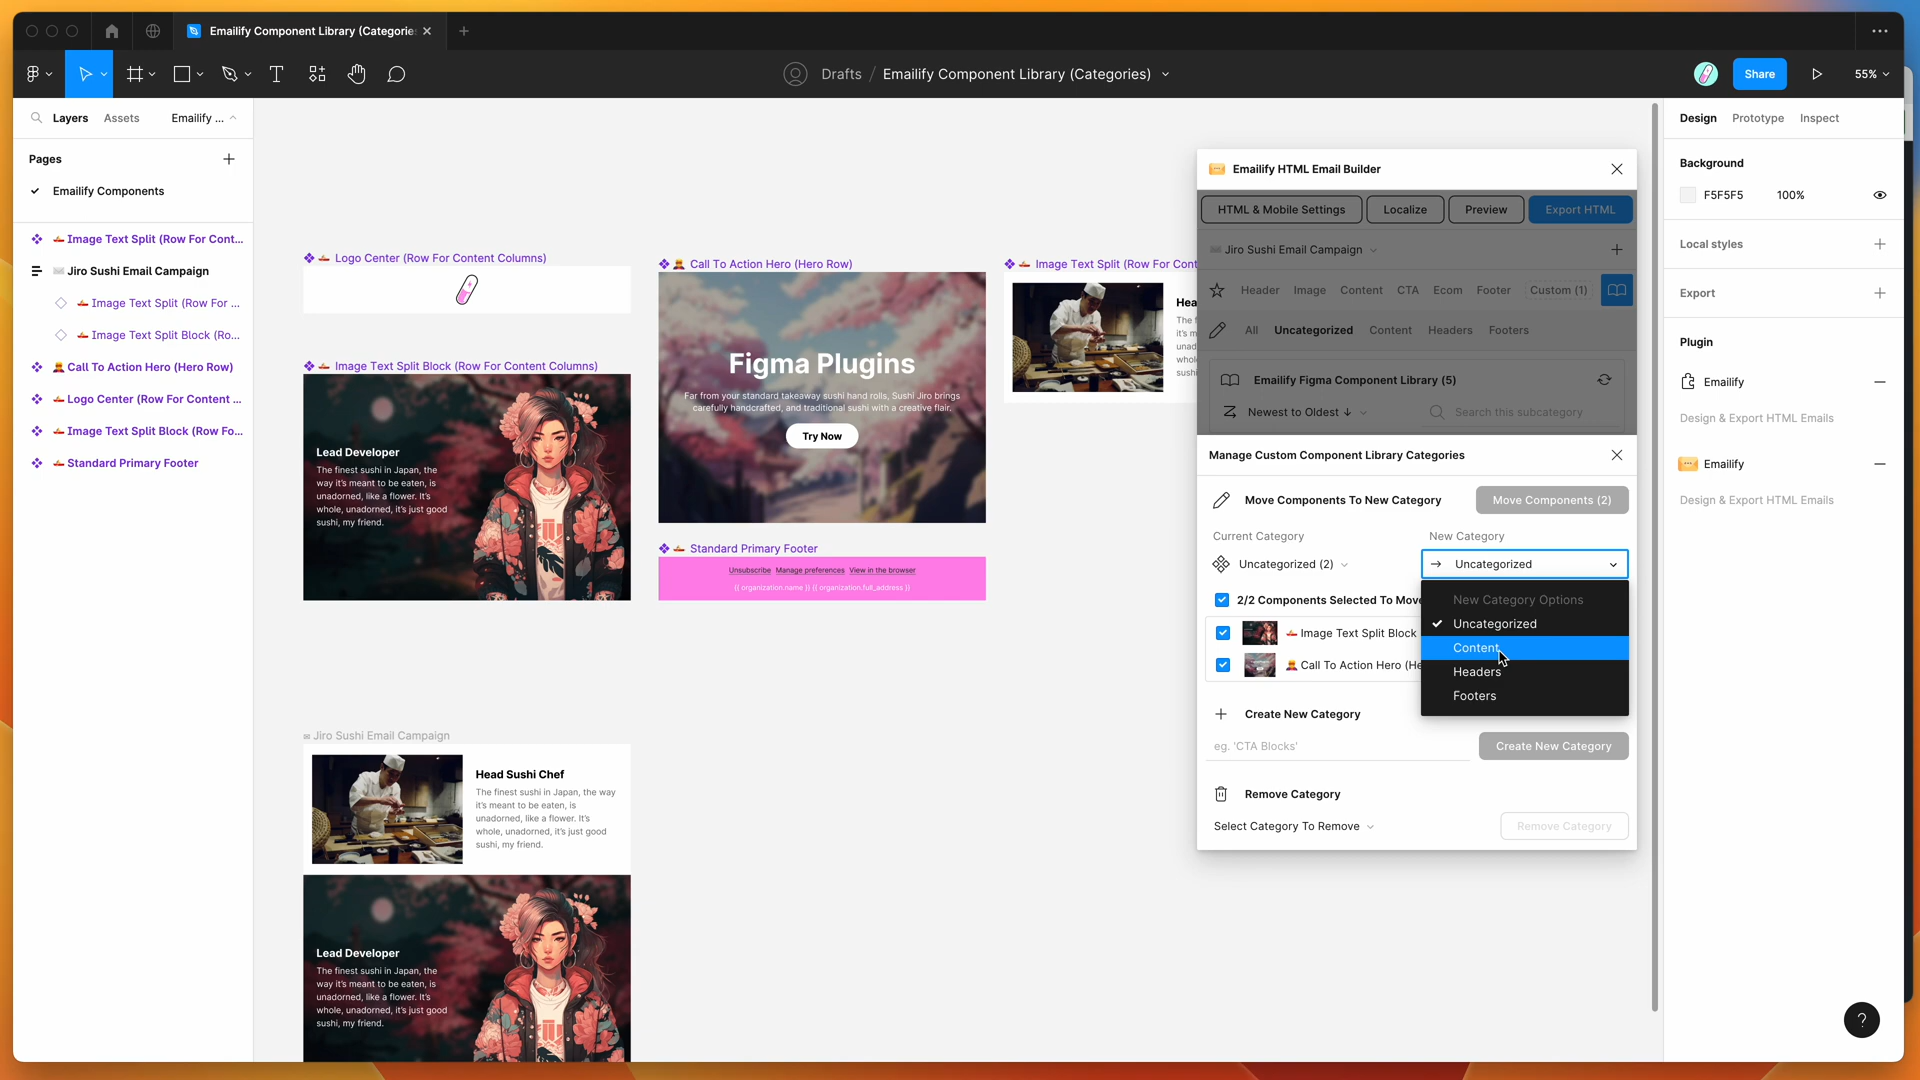 Emailify Component Library (Categorie
Drafts / Emailify Component Library (Categories)
Share
55%
Layers
Assets
Emailify ...
Pages
Emailify Components
Image Text Split (Row For Cont...
Jiro Sushi Email Campaign
Image Text Split (Row For ...
Image Text Split Block (Ro...
Call To Action Hero (Hero Row)
Logo Center (Row For Content ...
Image Text Split Block (Row Fo...
Standard Primary Footer
Logo Center (Row For Content Columns)
Image Text Split Block (Row For Content Columns)
Lead Developer
The finest sushi in Japan, the
way it's meant to be eaten, is
unadorned, like a flower. It's
whole, unadorned, it's just good
sushi, my friend.
Call To Action Hero (Hero Row)
Figma Plugins
Far from your standard takeaway sushi hand rolls, Sushi Jiro brings
carefully handcrafted, and traditional sushi with a creative flair.
Try Now
Standard Primary Footer
Unsubscribe Manage preferences View in the browser
{{ organization.name }} {{ organization.full_address }}
Image Text Split (Row For Cont
Hea
The f
it's m
unad
whol
sushi
Jiro Sushi Email Campaign
Head Sushi Chef
The finest sushi in Japan, the way
it's meant to be eaten, is
unadorned, like a flower. It's
whole, unadorned, it's just good
sushi, my friend.
Lead Developer
The finest sushi in Japan, the
way it's meant to be eaten, is
unadorned, like a flower. It's
whole, unadorned, it's just good
sushi, my friend.
Emailify HTML Email Builder
HTML & Mobile Settings
Localize
Preview
Export HTML
Jiro Sushi Email Campaign
Header
Image
Content
CTA
Ecom
Footer
Custom (1)
All
Uncategorized
Content
Headers
Footers
Emailify Figma Component Library (5)
Newest to Oldest ↓
Search this subcategory
Manage Custom Component Library Categories
Move Components To New Category
Move Components (2)
Current Category
New Category
Uncategorized (2)
Uncategorized
2/2 Components Selected To Move
Image Text Split Block
Call To Action Hero (He
New Category Options
Uncategorized
Content
Headers
Footers
Create New Category
eg. 'CTA Blocks'
Create New Category
Remove Category
Select Category To Remove
Remove Category
Design
Prototype
Inspect
Background
F5F5F5
100%
Local styles
Export
Plugin
Emailify
Design & Export HTML Emails
Emailify
Design & Export HTML Emails
?